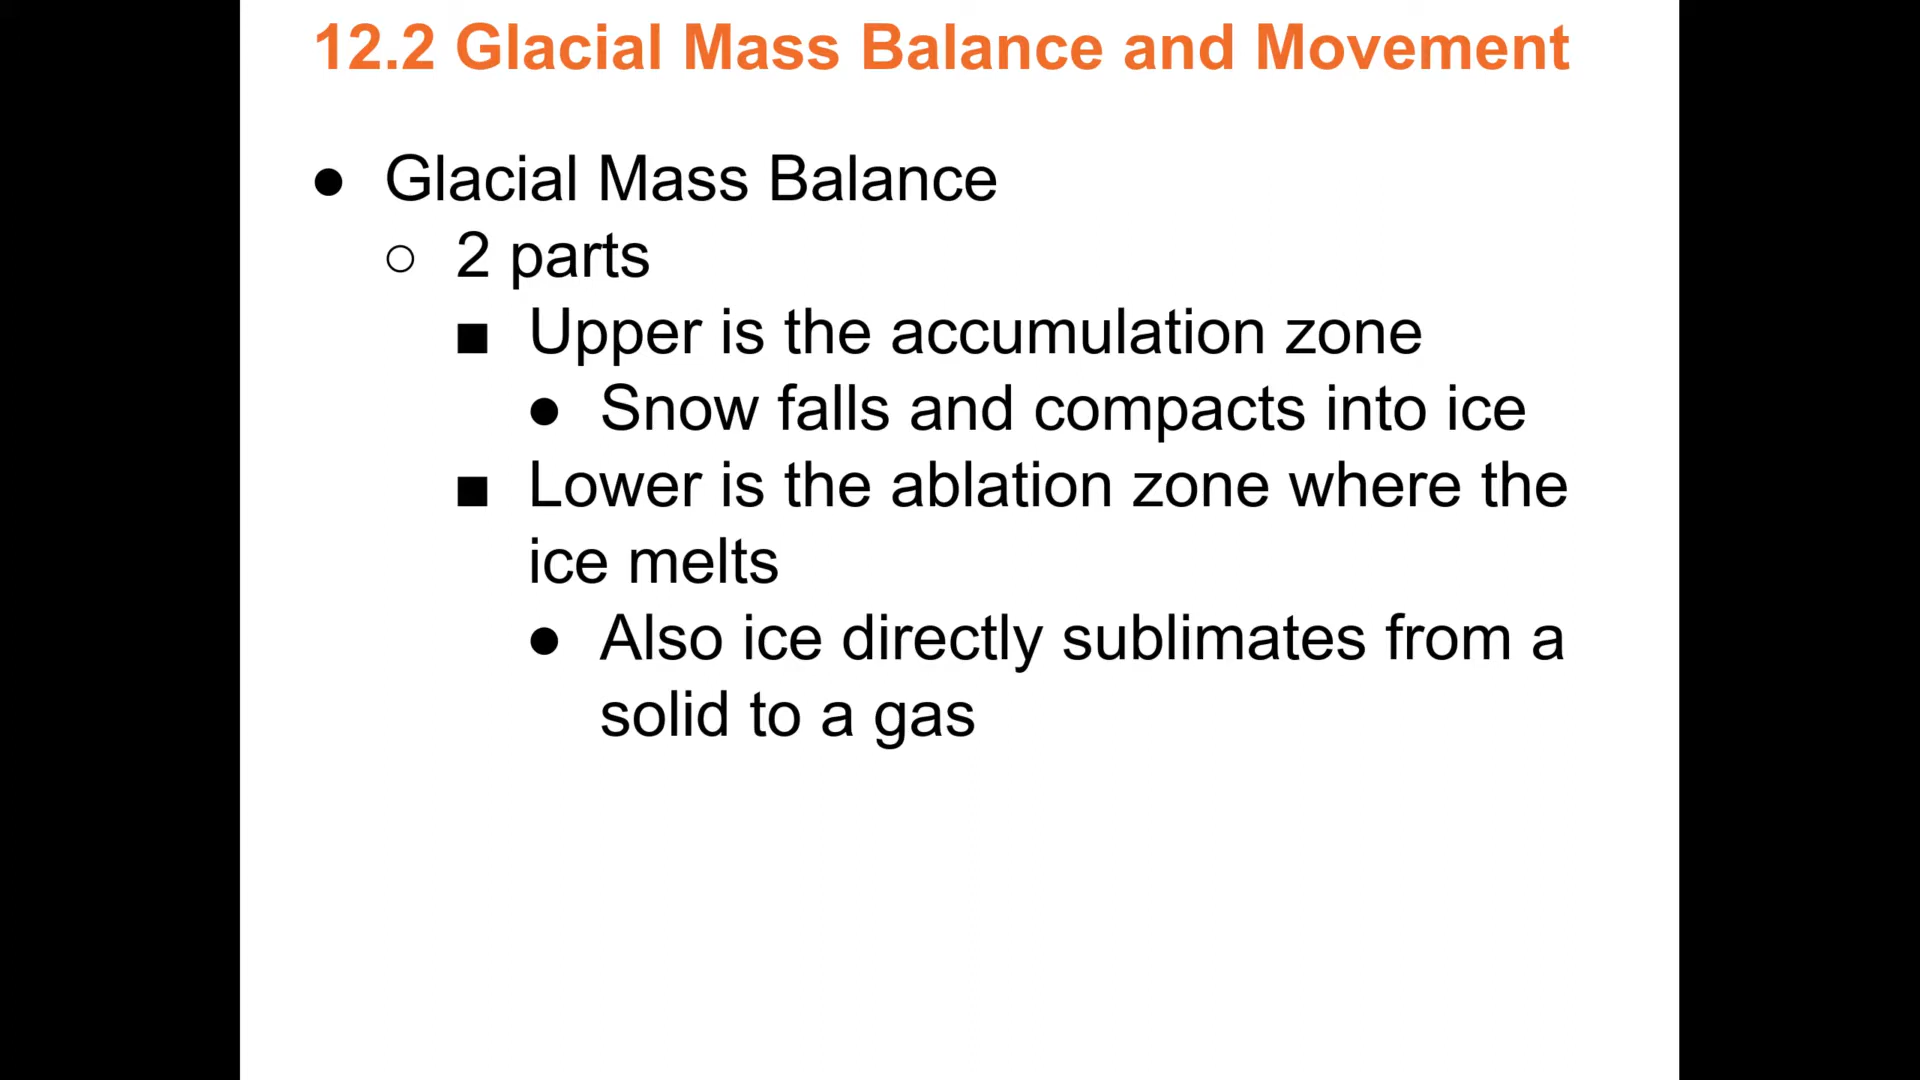 12.2 Glacial Mass Balance and Movement
● Glacial Mass Balance
○ 2 parts
■ Upper is the accumulation zone
● Snow falls and compacts into ice
■ Lower is the ablation zone where the
ice melts
● Also ice directly sublimates from a
solid to a gas